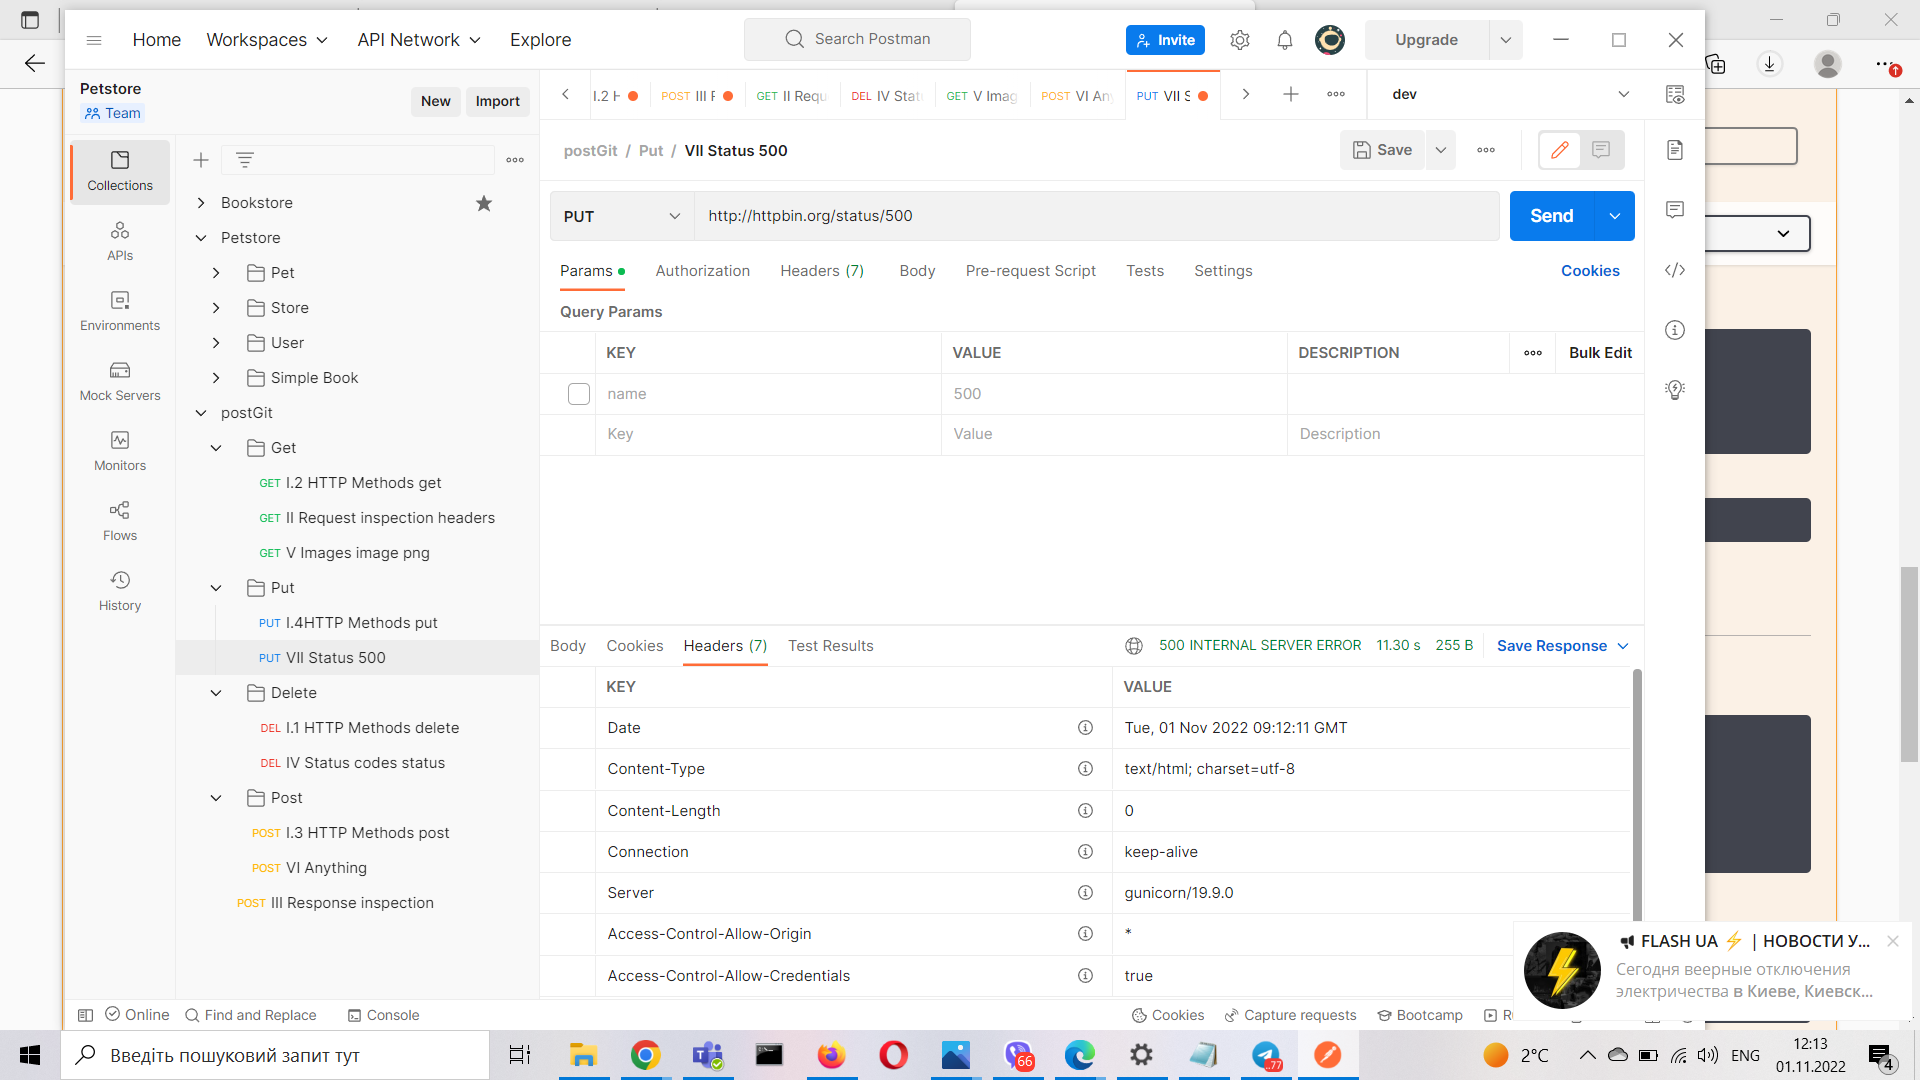 Home
Workspaces
API Network
Explore
Search Postman
Invite
Upgrade
Petstore
Team
New
Import
I.2 H
POST III F
GET II Requ
DEL IV Stat
GET V Imag
POST VI An
PUT VII S
dev
postGit / Put / VII Status 500
Save
Collections
APIs
Environments
Mock Servers
Monitors
Flows
History
Bookstore
Petstore
Pet
Store
User
Simple Book
postGit
Get
GET I.2 HTTP Methods get
GET II Request inspection headers
GET V Images image png
Put
PUT I.4HTTP Methods put
PUT VII Status 500
Delete
DEL I.1 HTTP Methods delete
DEL IV Status codes status
Post
POST I.3 HTTP Methods post
POST VI Anything
POST III Response inspection
PUT
http://httpbin.org/status/500
Send
Params
Authorization
Headers (7)
Body
Pre-request Script
Tests
Settings
Cookies
Query Params
KEY VALUE DESCRIPTION Bulk Edit
name 500
Key Value Description
Body
Cookies
Headers (7)
Test Results
500 INTERNAL SERVER ERROR 11.30 s 255 B
Save Response
KEY VALUE
Date Tue, 01 Nov 2022 09:12:11 GMT
Content-Type text/html; charset=utf-8
Content-Length 0
Connection keep-alive
Server gunicorn/19.9.0
Access-Control-Allow-Origin *
Access-Control-Allow-Credentials true
FLASH UA ⚡ | НОВОСТИ У...
Сегодня веерные отключения
электричества в Киеве, Киевск...
Online
Find and Replace
Console
Cookies
Capture requests
Bootcamp
Введіть пошуковий запит тут
66
..77
2°C
ENG
12:13
01.11.2022
4